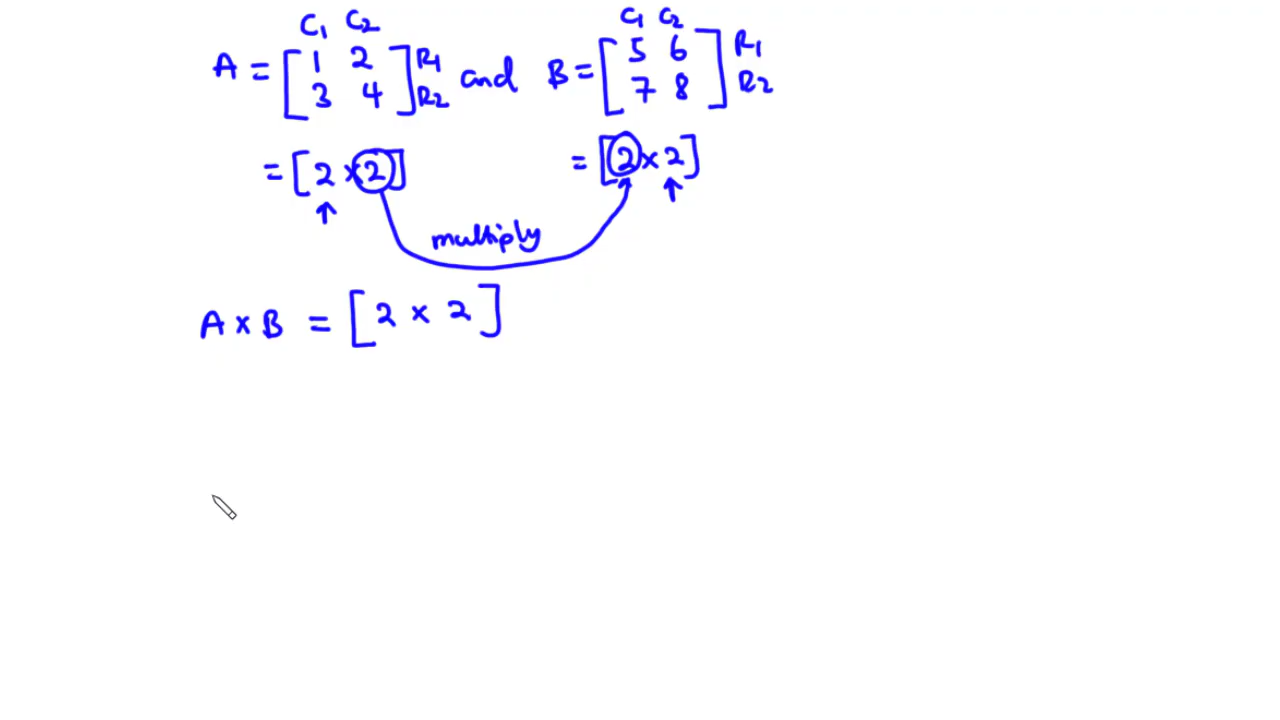 C1 C2 C1 C2
A = [1 2] R1 and B = [5 6] R1
[3 4] R2 [7 8] R2
= [2 × 2] = [2 × 2]
multiply
A × B = [2 × 2]